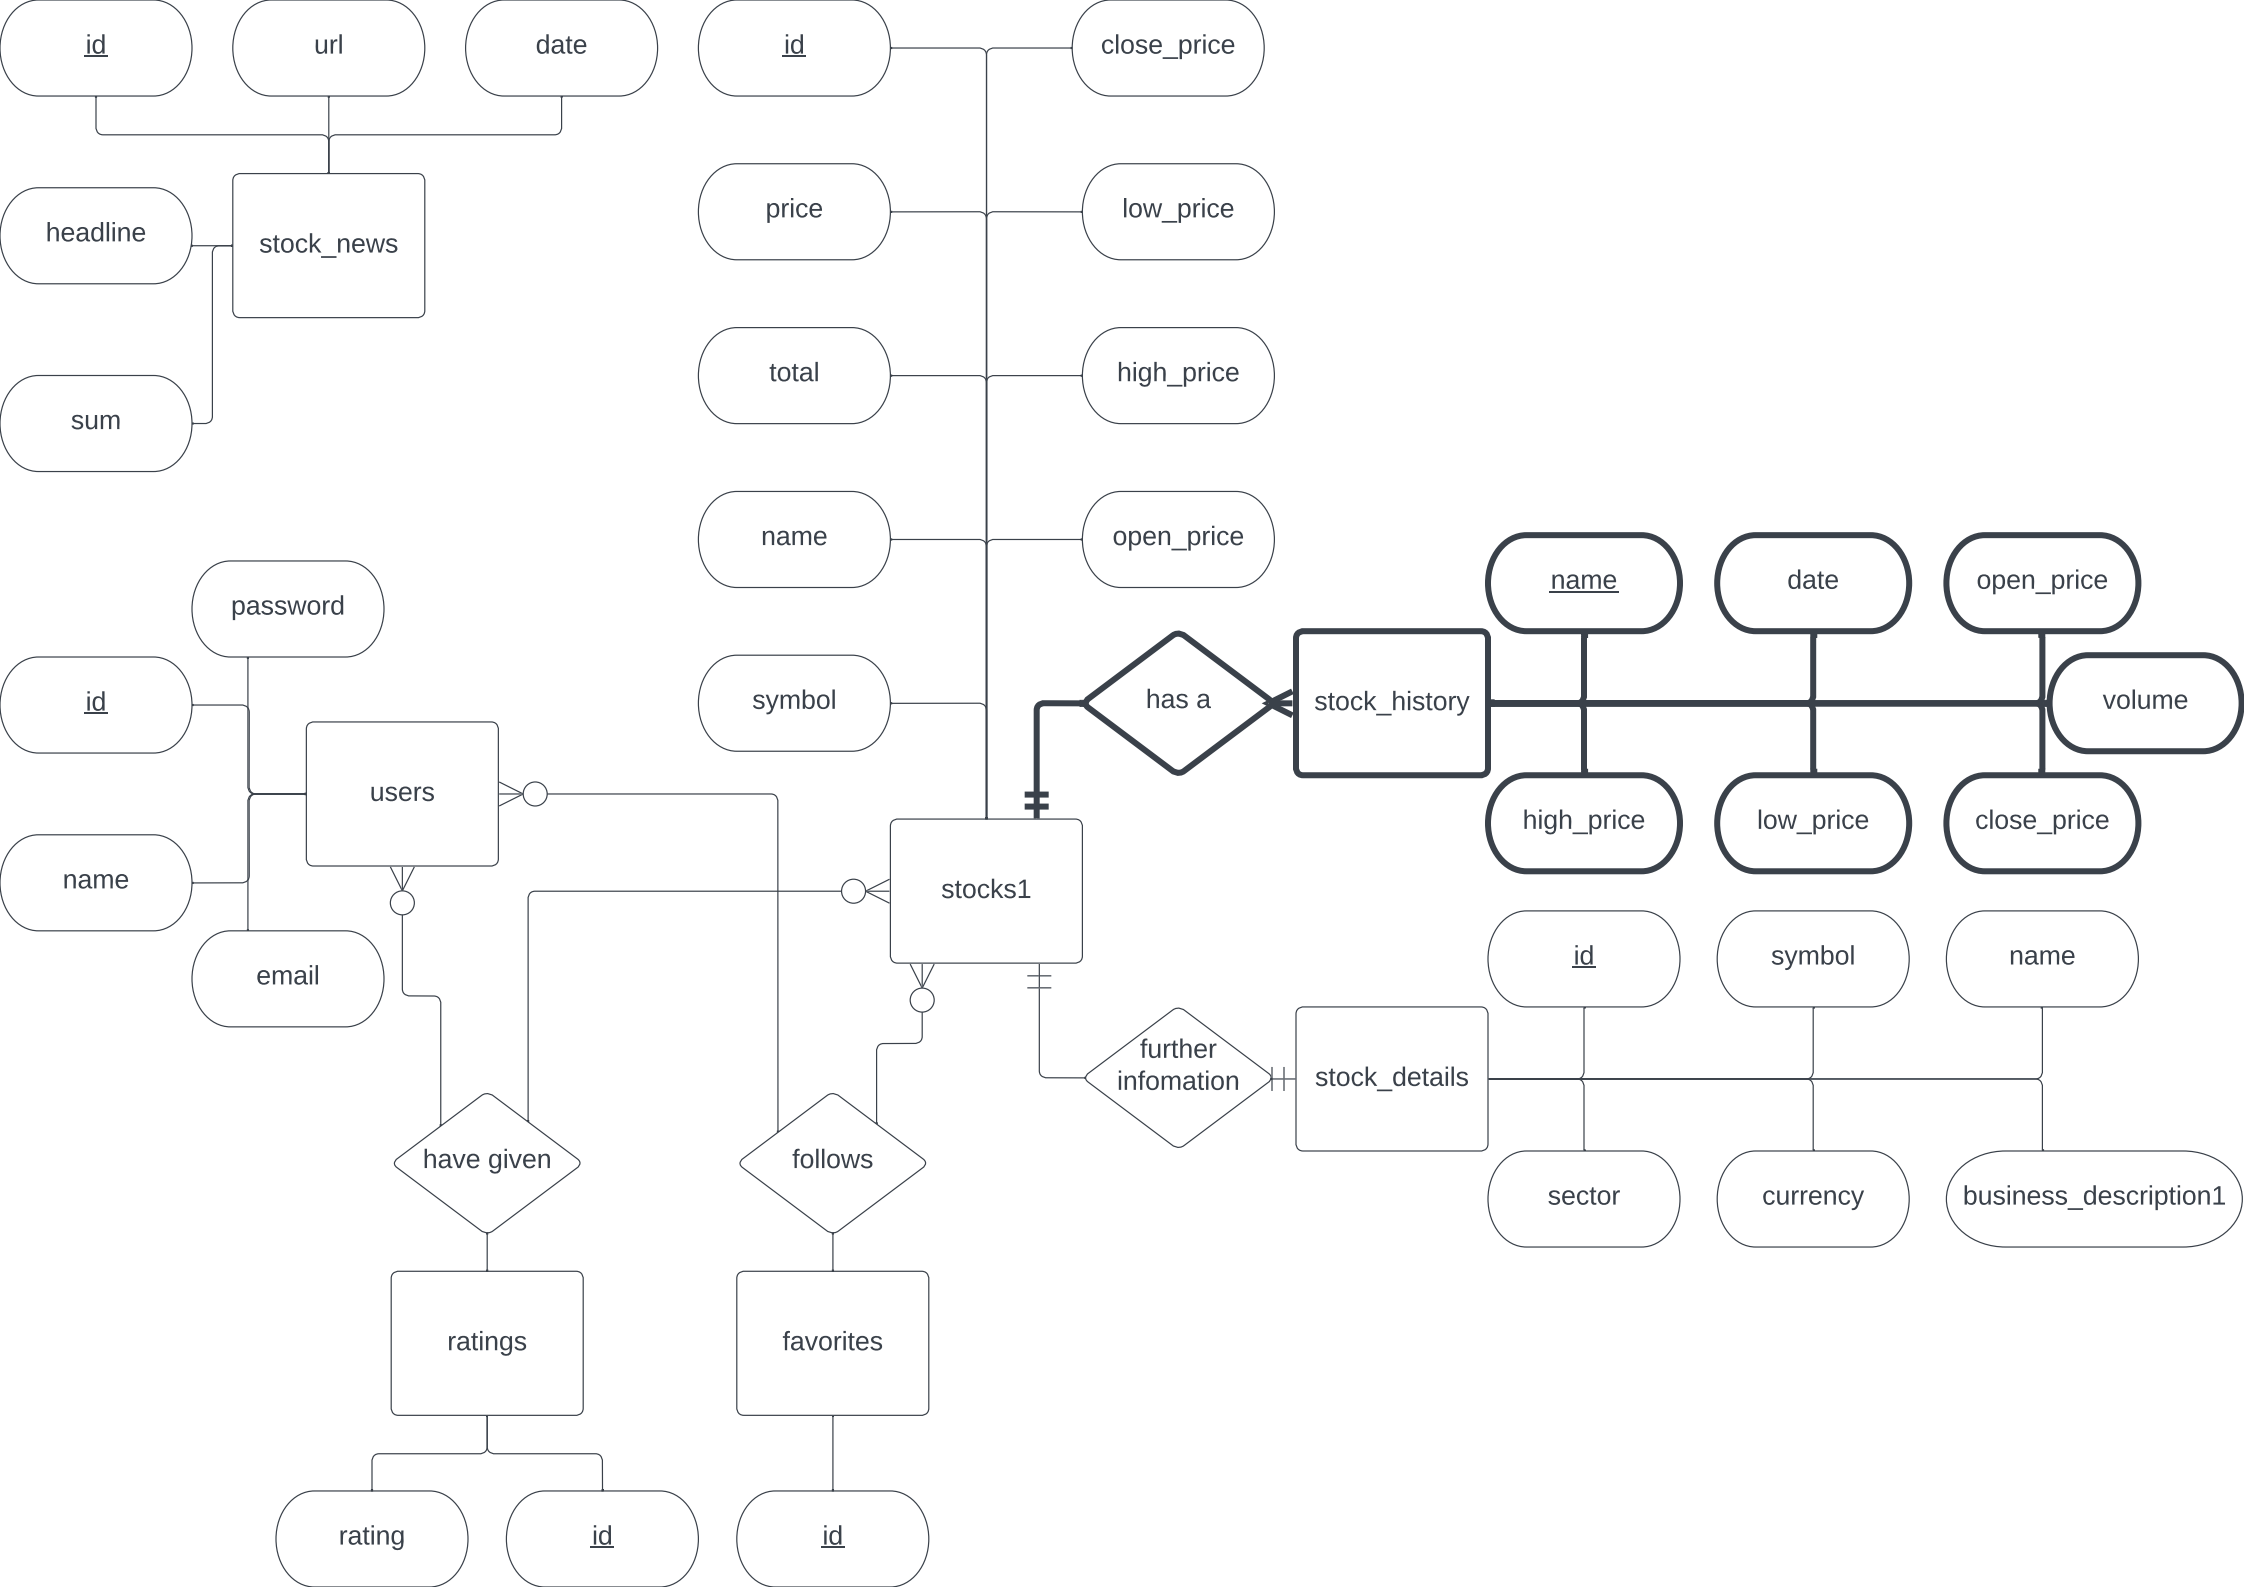 id
url
date
id
close_price
headline
stock_news
price
low_price
sum
total
high_price
name
open_price
password
name
date
open_price
id
users
symbol
has a
stock_history
volume
name
stocks1
high_price
low_price
close_price
email
id
symbol
name
further
infomation
stock_details
have given
follows
sector
currency
business_description1
ratings
favorites
rating
id
id